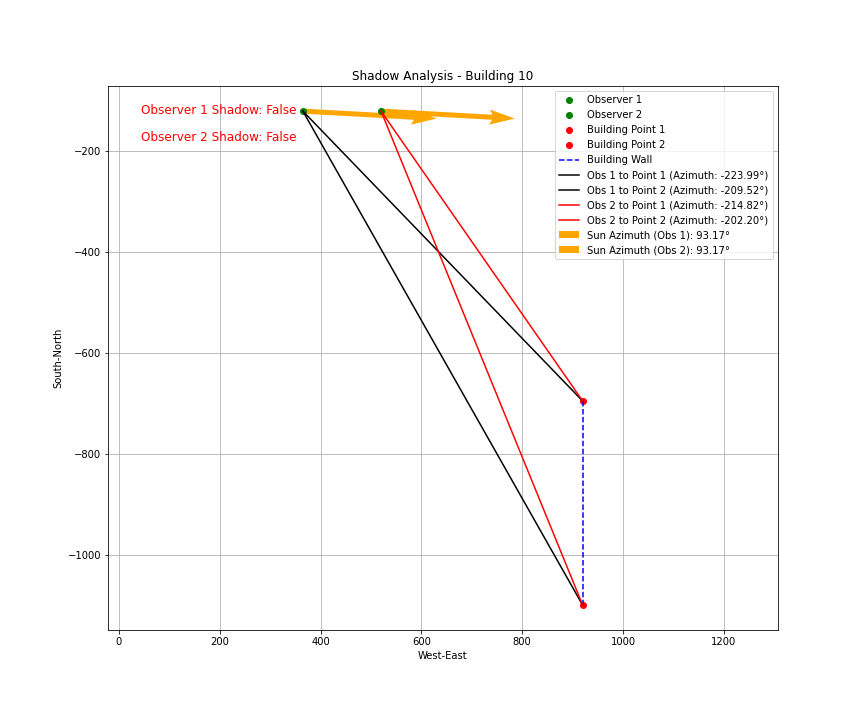 Shadow Analysis - Building 10
Observer 1 Shadow: False
Observer 2 Shadow: False
Observer 1
Observer 2
Building Point 1
Building Point 2
Building Wall
Obs 1 to Point 1 (Azimuth: -223.99°)
Obs 1 to Point 2 (Azimuth: -209.52°)
Obs 2 to Point 1 (Azimuth: -214.82°)
Obs 2 to Point 2 (Azimuth: -202.20°)
Sun Azimuth (Obs 1): 93.17°
Sun Azimuth (Obs 2): 93.17°
−200
−400
−600
−800
−1000
South-North
0 200 400 600 800 1000 1200
West-East